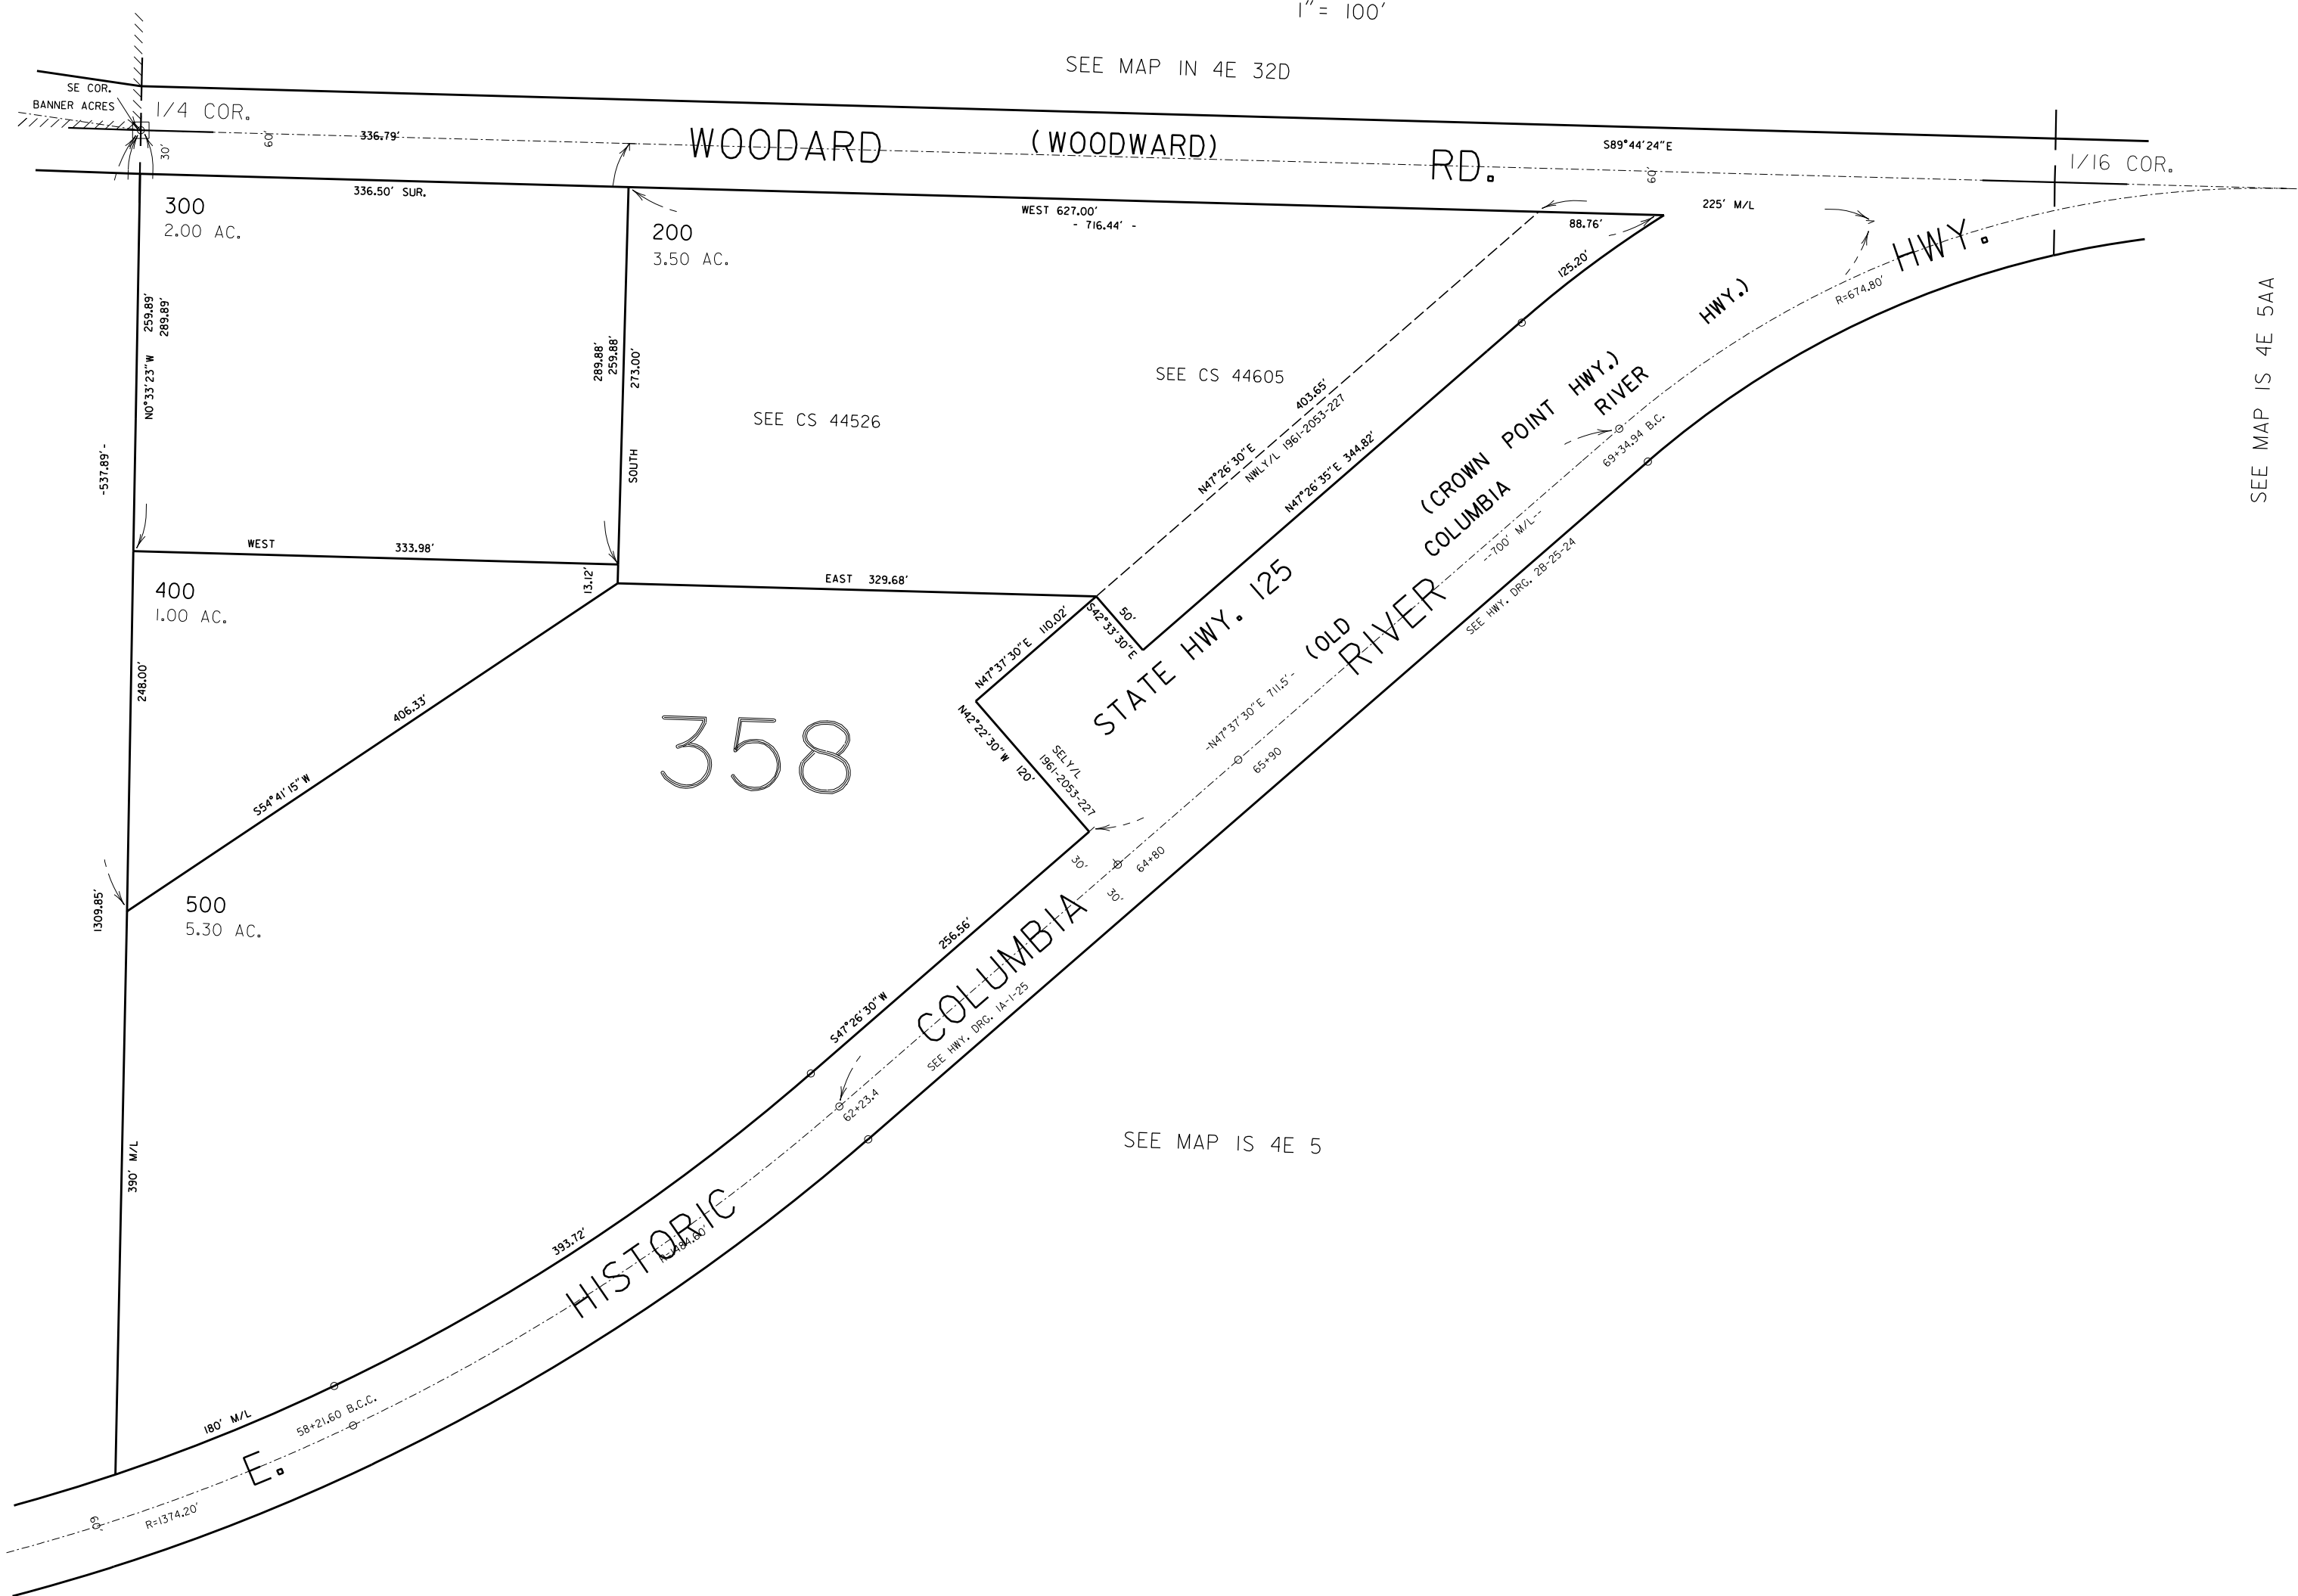 1"= 100'
SEE MAP IN 4E 32D
SE COR.
BANNER ACRES
1/4 COR.
30'
60'
336.79'
WOODARD (WOODWARD) RD.
S89°44'24"E
60'
1/16 COR.
336.50' SUR.
WEST 627.00'
- 716.44' -
88.76'
225' M/L
300
2.00 AC.
200
3.50 AC.
125.20'
HWY.
R=674.80'
HWY.)
SEE MAP IS 4E 5AA
259.89'
289.89'
N0°33'23"W
-537.89'-
289.88'
259.88'
273.00'
SOUTH
SEE CS 44605
SEE CS 44526
403.65'
N47°26'30"E
NWLY/L 1961-2053-227
N47°26'35"E 344.82'
(CROWN POINT HWY.)
COLUMBIA RIVER
69+34.94 B.C.
--700' M/L--
SEE HWY. DRG. 2B-25-24
WEST 333.98'
13.12'
EAST 329.68'
400
1.00 AC.
248.00'
406.33'
S54°41'15"W
N47°37'30"E 110.02'
50'
S42°33'30"E
STATE HWY. 125
(OLD
RIVER
-N47°37'30"E 711.5'-
65+90
N42°22'30"W 120'
SELY/L
1961-2053-227
358
30'
64+80
30'
500
5.30 AC.
1309.85'
256.56'
S47°26'30"W
COLUMBIA
SEE HWY. DRG. 1A-1-25
62+23.4
SEE MAP IS 4E 5
390' M/L
393.72'
HISTORIC
180' M/L
58+21.60 B.C.C.
E.
R=1374.20'
60'